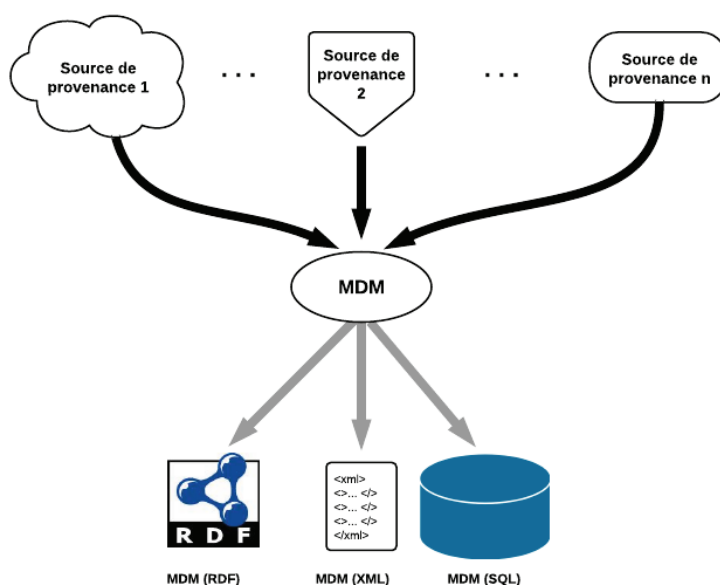 Source de
provenance 1
. . .
Source de
provenance
2
. . .
Source de
provenance n
MDM
<xml>
<>... </>
<>... </>
<>... </>
</xml>
R D F
MDM (RDF)
MDM (XML)
MDM (SQL)